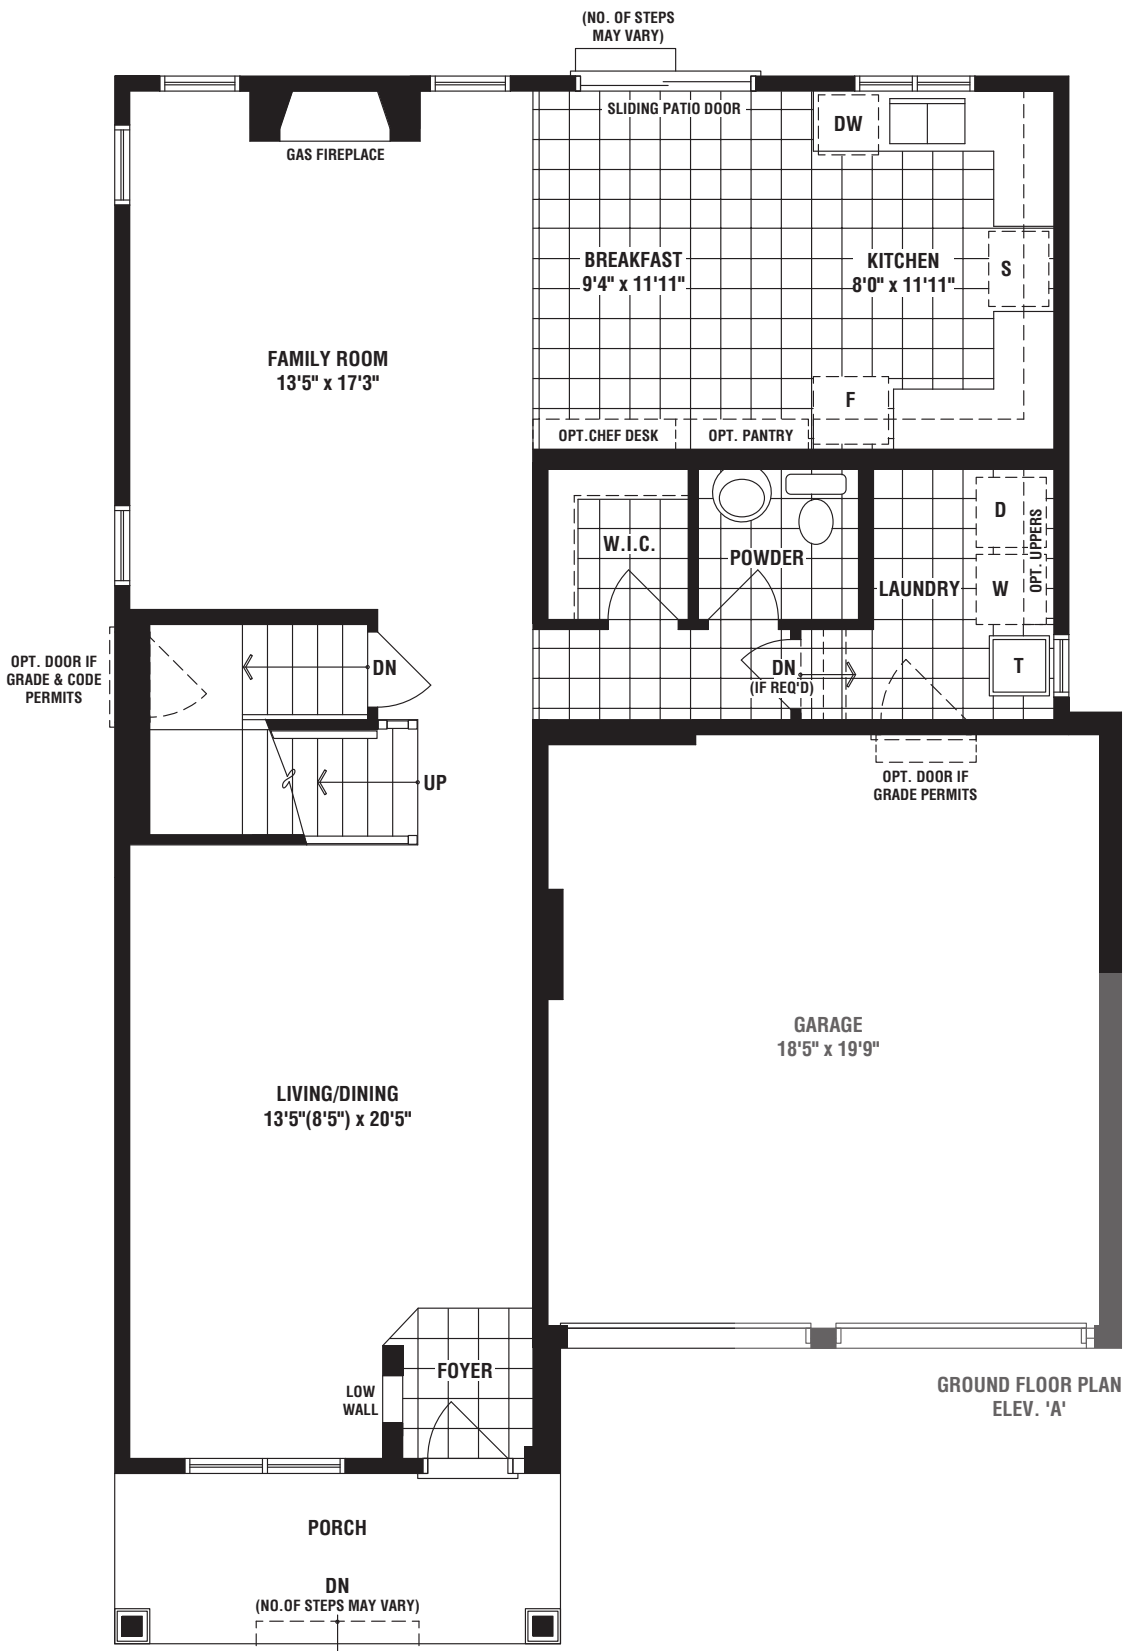 (NO. OF STEPS
MAY VARY)
SLIDING PATIO DOOR
DW
GAS FIREPLACE
BREAKFAST
9'4" x 11'11"
KITCHEN
8'0" x 11'11"
S
FAMILY ROOM
13'5" x 17'3"
F
OPT.CHEF DESK
OPT. PANTRY
W.I.C.
POWDER
LAUNDRY
D
W
OPT. UPPERS
T
OPT. DOOR IF
GRADE & CODE
PERMITS
DN
DN
(IF REQ'D)
UP
OPT. DOOR IF
GRADE PERMITS
GARAGE
18'5" x 19'9"
LIVING/DINING
13'5"(8'5") x 20'5"
FOYER
LOW
WALL
GROUND FLOOR PLAN
ELEV. 'A'
PORCH
DN
(NO.OF STEPS MAY VARY)